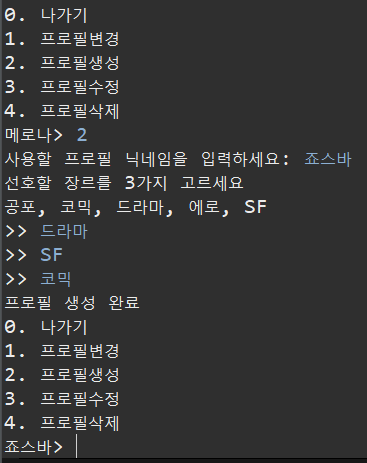 0. 나가기
1. 프로필변경
2. 프로필생성
3. 프로필수정
4. 프로필삭제
메로나> 2
사용할 프로필 닉네임을 입력하세요: 죠스바
선호할 장르를 3가지 고르세요
공포, 코믹, 드라마, 에로, SF
>> 드라마
>> SF
>> 코믹
프로필 생성 완료
0. 나가기
1. 프로필변경
2. 프로필생성
3. 프로필수정
4. 프로필삭제
죠스바>